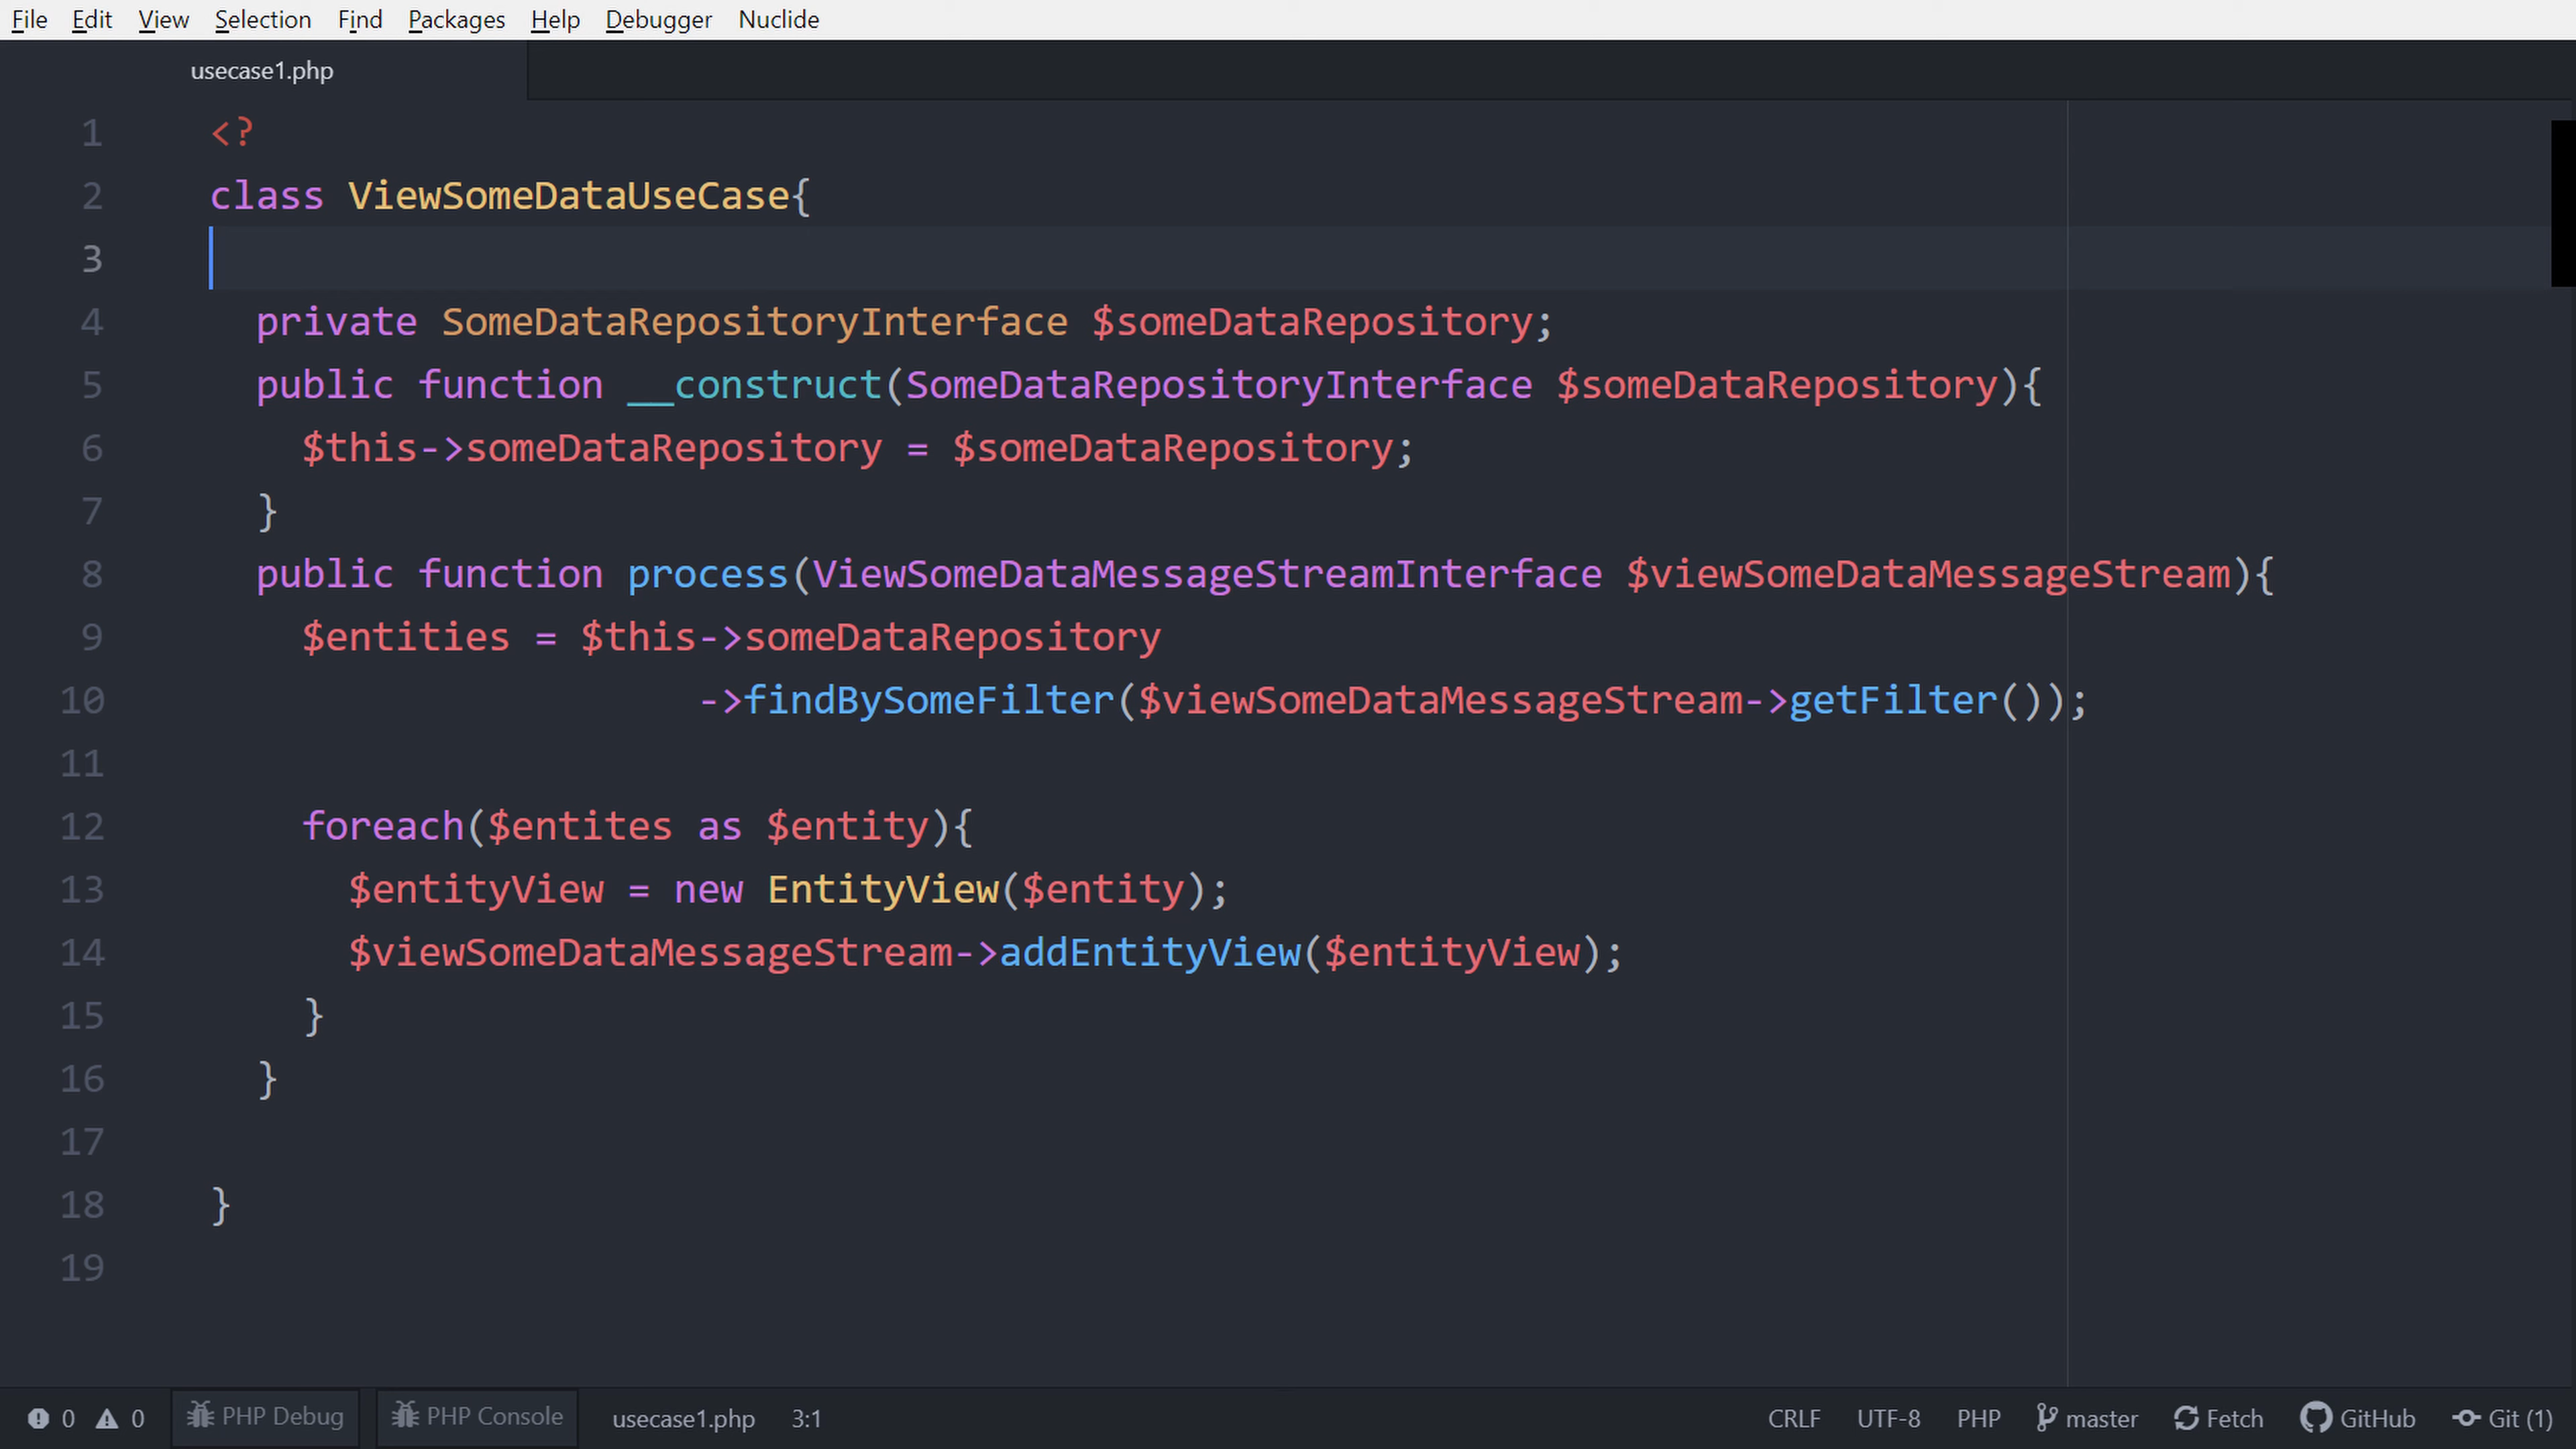 File Edit View Selection Find Packages Help Debugger Nuclide
usecase1.php
1 <?
2 class ViewSomeDataUseCase{
3
4 private SomeDataRepositoryInterface $someDataRepository;
5 public function __construct(SomeDataRepositoryInterface $someDataRepository){
6 $this->someDataRepository = $someDataRepository;
7 }
8 public function process(ViewSomeDataMessageStreamInterface $viewSomeDataMessageStream){
9 $entities = $this->someDataRepository
10 ->findBySomeFilter($viewSomeDataMessageStream->getFilter());
11
12 foreach($entites as $entity){
13 $entityView = new EntityView($entity);
14 $viewSomeDataMessageStream->addEntityView($entityView);
15 }
16 }
17
18 }
19
0 0 PHP Debug PHP Console usecase1.php 3:1 CRLF UTF-8 PHP master Fetch GitHub Git (1)